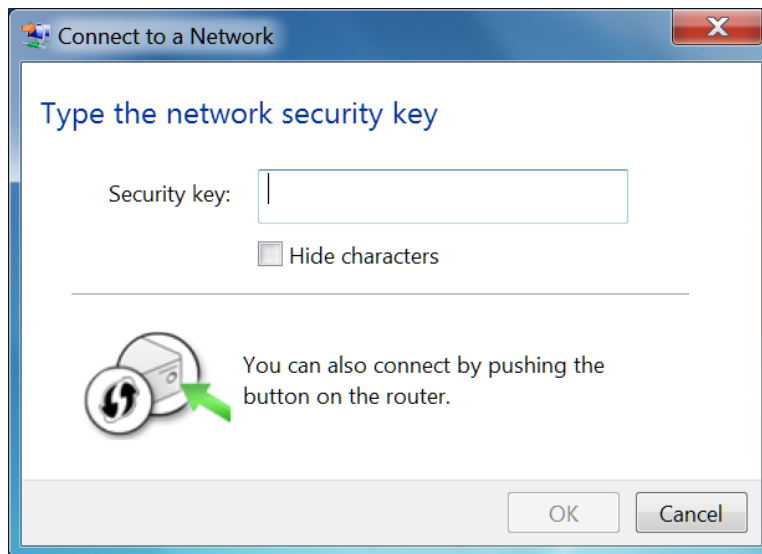 Connect to a Network
Type the network security key
Security key:
Hide characters
You can also connect by pushing the
button on the router.
OK
Cancel